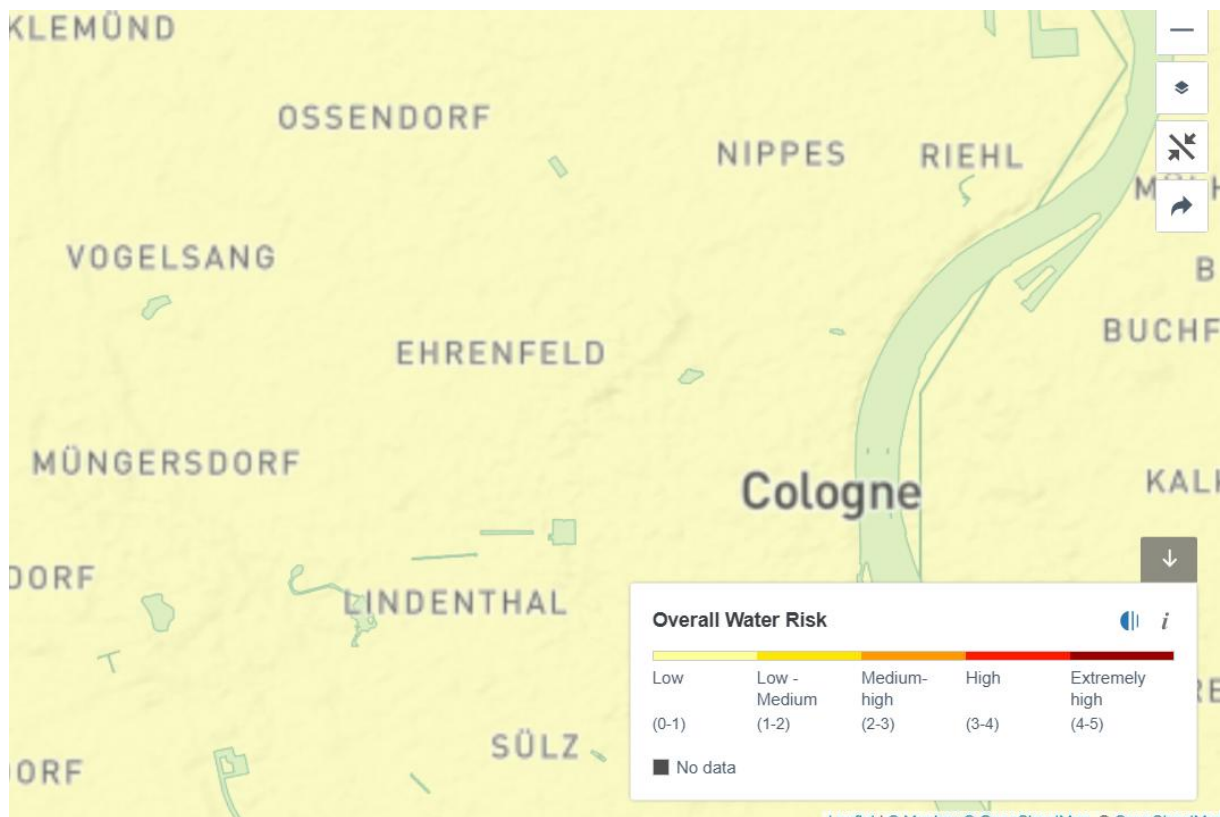 KLEMÜND
OSSENDORF
NIPPES
RIEHL
VOGELSANG
EHRENFELD
BUCHF
MÜNGERSDORF
Cologne
KAL
DORF
LINDENTHAL
SÜLZ
ORF
Overall Water Risk
i
Low Low - Medium- High Extremely
Medium high high
(0-1) (1-2) (2-3) (3-4) (4-5)
No data